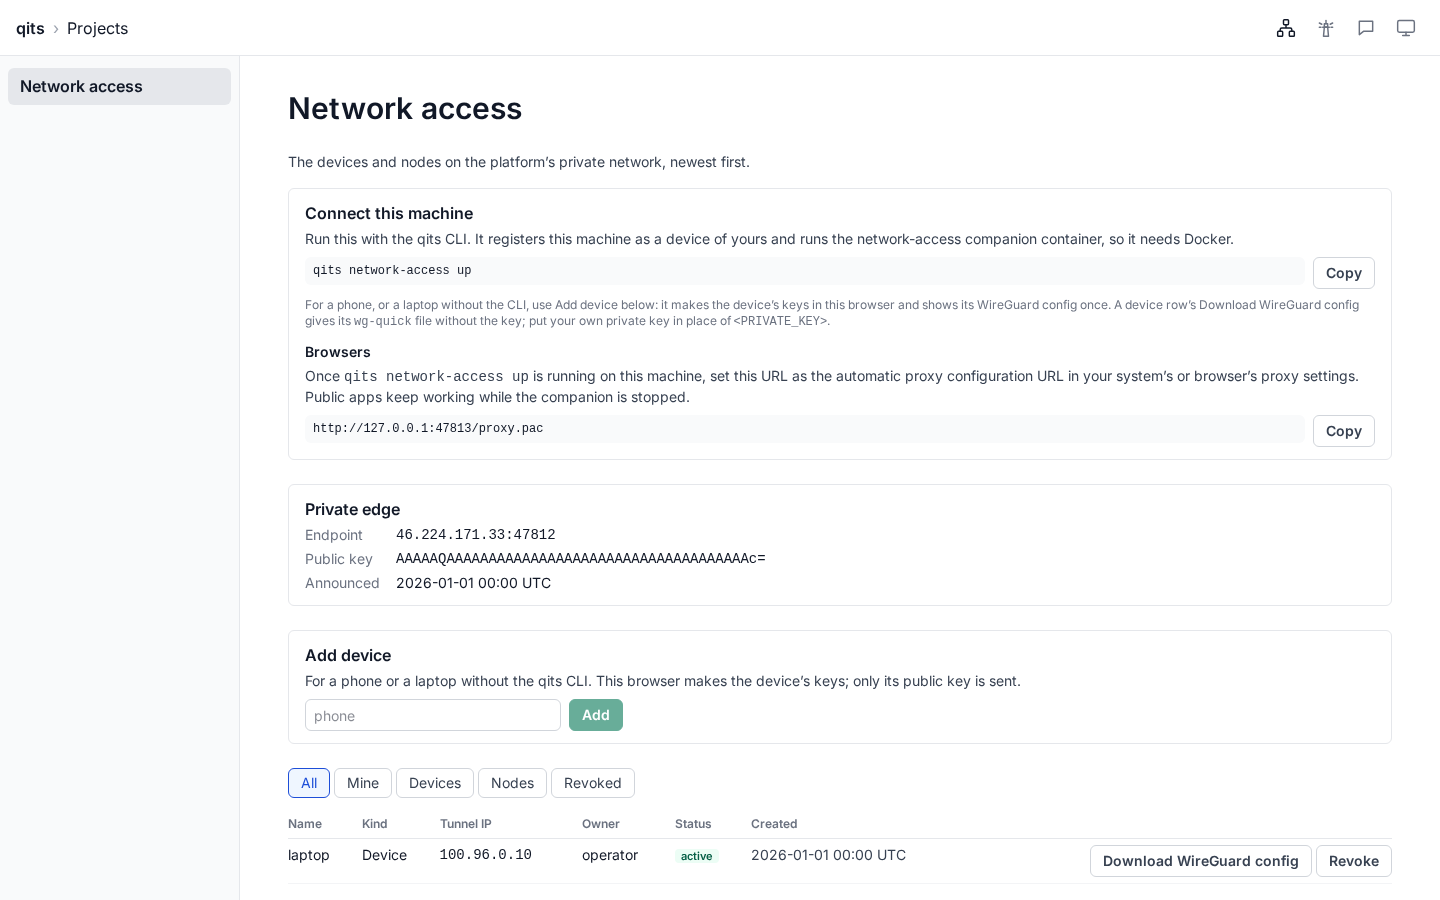 qits › Projects
Network access
Network access
The devices and nodes on the platform’s private network, newest first.
Connect this machine
Run this with the qits CLI. It registers this machine as a device of yours and runs the network-access companion container, so it needs Docker.
qits network-access up
Copy
For a phone, or a laptop without the CLI, use Add device below: it makes the device’s keys in this browser and shows its WireGuard config once. A device row’s Download WireGuard config
gives its wg-quick file without the key; put your own private key in place of <PRIVATE_KEY>.
Browsers
Once qits network-access up is running on this machine, set this URL as the automatic proxy configuration URL in your system’s or browser’s proxy settings.
Public apps keep working while the companion is stopped.
http://127.0.0.1:47813/proxy.pac
Copy
Private edge
Endpoint 46.224.171.33:47812
Public key AAAAAQAAAAAAAAAAAAAAAAAAAAAAAAAAAAAAAAAAAAc=
Announced 2026-01-01 00:00 UTC
Add device
For a phone or a laptop without the qits CLI. This browser makes the device’s keys; only its public key is sent.
phone
Add
All Mine Devices Nodes Revoked
Name Kind Tunnel IP Owner Status Created
laptop Device 100.96.0.10 operator active 2026-01-01 00:00 UTC Download WireGuard config Revoke